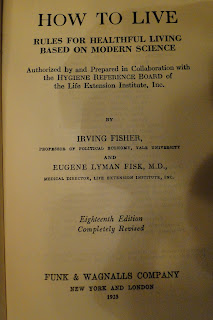 HOW TO LIVE
RULES FOR HEALTHFUL LIVING
BASED ON MODERN SCIENCE
Authorized by and Prepared in Collaboration with
the HYGIENE REFERENCE BOARD of
the Life Extension Institute, Inc.
BY
IRVING FISHER,
PROFESSOR OF POLITICAL ECONOMY, YALE UNIVERSITY
AND
EUGENE LYMAN FISK, M.D.,
MEDICAL DIRECTOR, LIFE EXTENSION INSTITUTE, INC.
Eighteenth Edition
Completely Revised
FUNK & WAGNALLS COMPANY
NEW YORK AND LONDON